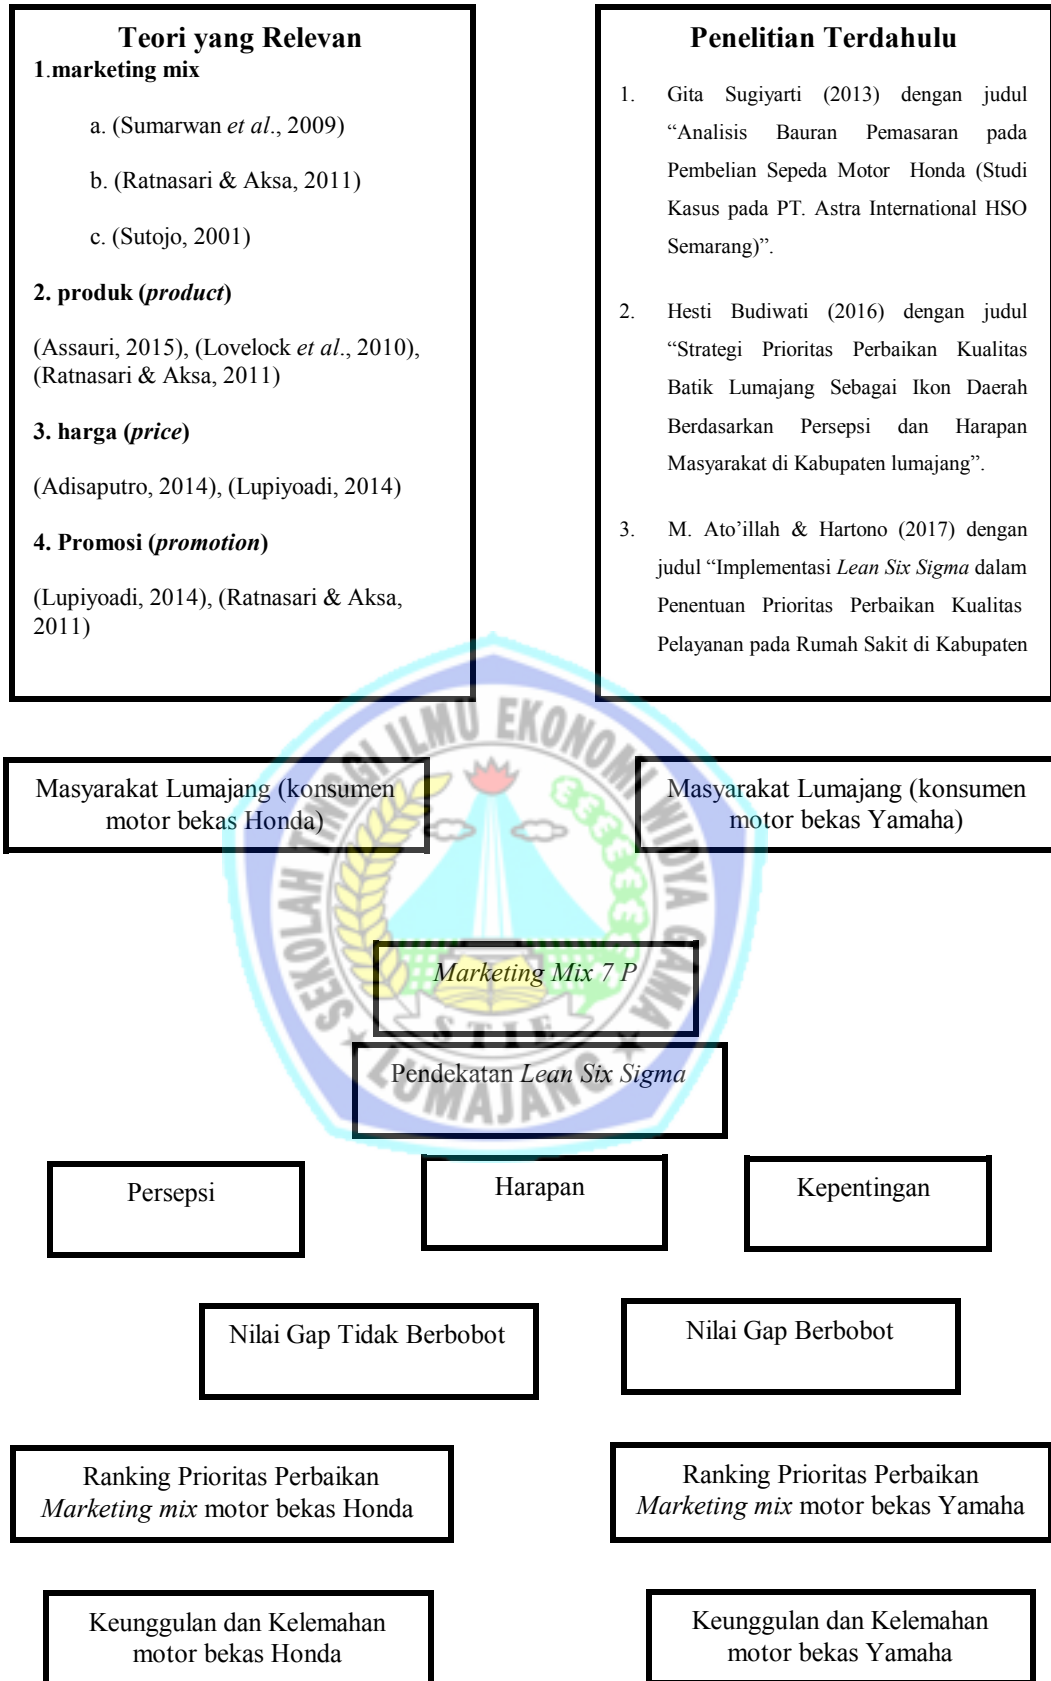 Teori yang Relevan
1.marketing mix
a. (Sumarwan et al., 2009)
b. (Ratnasari & Aksa, 2011)
c. (Sutojo, 2001)
2. produk (product)
(Assauri, 2015), (Lovelock et al., 2010),
(Ratnasari & Aksa, 2011)
3. harga (price)
(Adisaputro, 2014), (Lupiyoadi, 2014)
4. Promosi (promotion)
(Lupiyoadi, 2014), (Ratnasari & Aksa,
2011)
Penelitian Terdahulu
1. Gita Sugiyarti (2013) dengan judul
“Analisis Bauran Pemasaran pada
Pembelian Sepeda Motor Honda (Studi
Kasus pada PT. Astra International HSO
Semarang)”.
2. Hesti Budiwati (2016) dengan judul
“Strategi Prioritas Perbaikan Kualitas
Batik Lumajang Sebagai Ikon Daerah
Berdasarkan Persepsi dan Harapan
Masyarakat di Kabupaten lumajang”.
3. M. Ato’illah & Hartono (2017) dengan
judul “Implementasi Lean Six Sigma dalam
Penentuan Prioritas Perbaikan Kualitas
Pelayanan pada Rumah Sakit di Kabupaten
SEKOLAH TINGGI ILMU EKONOMI WIDYA GAMA
Masyarakat Lumajang (konsumen
motor bekas Honda)
Masyarakat Lumajang (konsumen
motor bekas Yamaha)
Marketing Mix 7 P
STIE
LUMAJANG
Pendekatan Lean Six Sigma
Persepsi
Harapan
Kepentingan
Nilai Gap Tidak Berbobot
Nilai Gap Berbobot
Ranking Prioritas Perbaikan
Marketing mix motor bekas Honda
Ranking Prioritas Perbaikan
Marketing mix motor bekas Yamaha
Keunggulan dan Kelemahan
motor bekas Honda
Keunggulan dan Kelemahan
motor bekas Yamaha